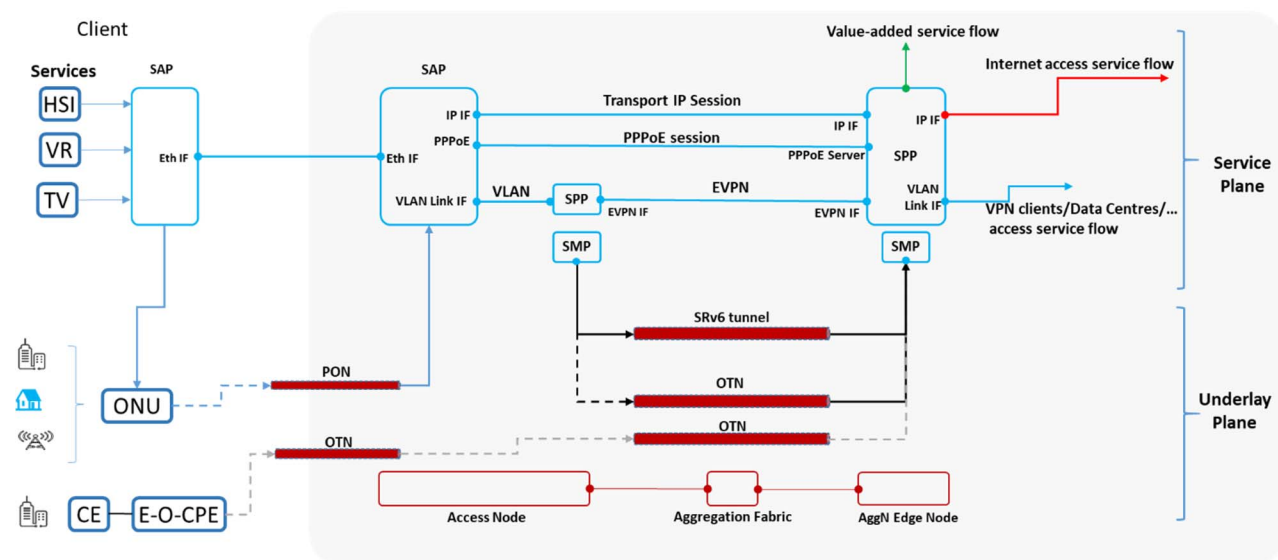 Client
Services
HSI
VR
TV
SAP
Eth IF
SAP
Eth IF
IP IF
PPPoE
VLAN Link IF
Transport IP Session
PPPoE session
VLAN
SPP
EVPN IF
EVPN
IP IF
PPPoE Server
EVPN IF
SPP
IP IF
VLAN
Link IF
Value-added service flow
Internet access service flow
VPN clients/Data Centres/...
access service flow
Service
Plane
SMP
SMP
SRv6 tunnel
OTN
OTN
PON
OTN
ONU
CE
E-O-CPE
Underlay
Plane
Access Node
Aggregation Fabric
AggN Edge Node